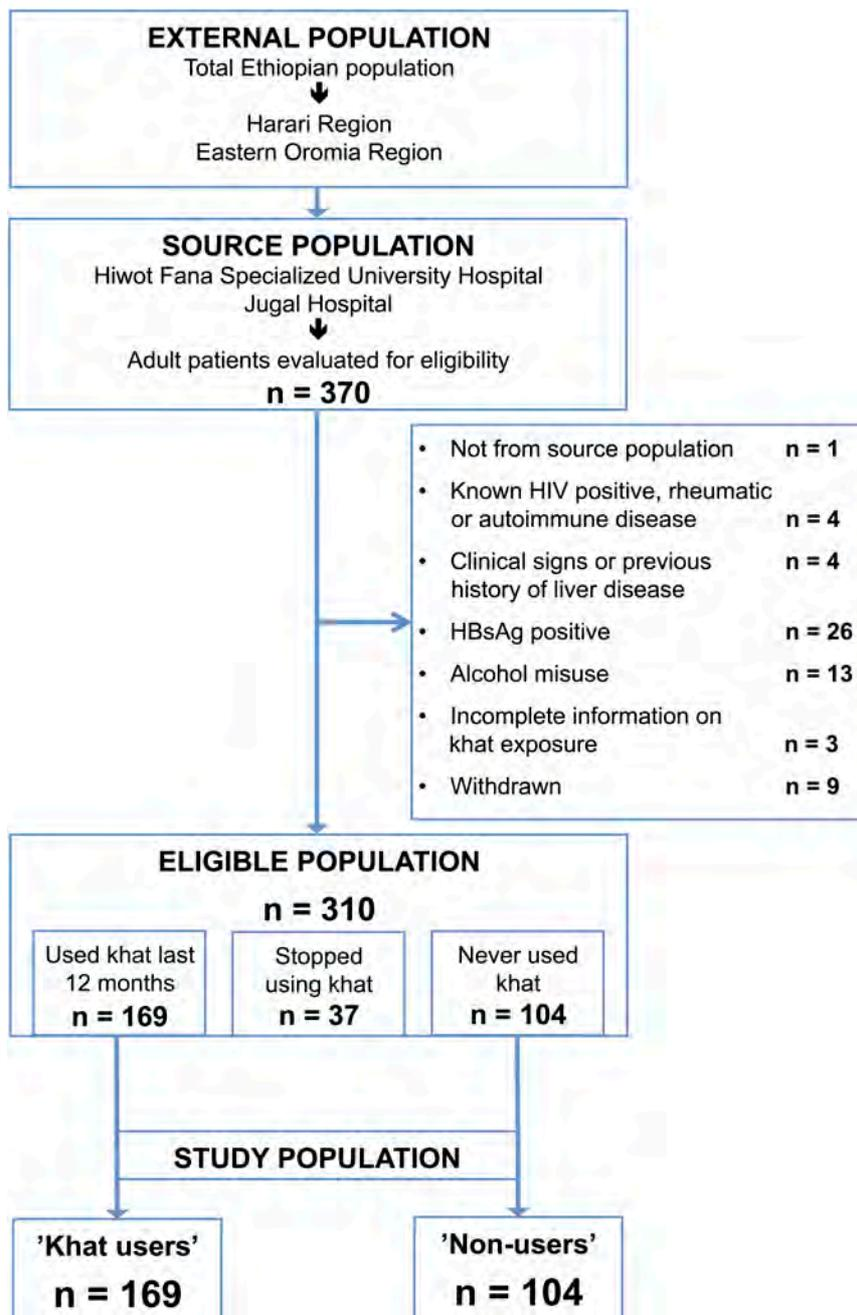 EXTERNAL POPULATION
Total Ethiopian population
🡻
Harari Region
Eastern Oromia Region
SOURCE POPULATION
Hiwot Fana Specialized University Hospital
Jugal Hospital
🡻
Adult patients evaluated for eligibility
n = 370
• Not from source population n = 1
• Known HIV positive, rheumatic
or autoimmune disease n = 4
• Clinical signs or previous n = 4
history of liver disease
• HBsAg positive n = 26
• Alcohol misuse n = 13
• Incomplete information on
khat exposure n = 3
• Withdrawn n = 9
ELIGIBLE POPULATION
n = 310
Used khat last
12 months
n = 169
Stopped
using khat
n = 37
Never used
khat
n = 104
STUDY POPULATION
’Khat users’
n = 169
’Non-users’
n = 104